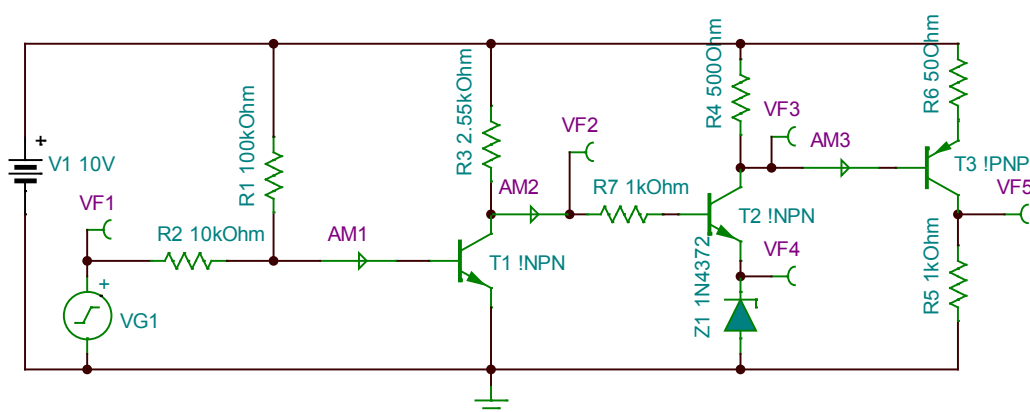 +
V1 10V
VF1
R2 10kOhm
+
VG1
R1 100kOhm
AM1
R3 2.55kOhm
AM2
VF2
T1 !NPN
R7 1kOhm
R4 500Ohm
VF3
AM3
T2 !NPN
VF4
Z1 1N4372
R6 50Ohm
T3 !PNP
VF5
R5 1kOhm